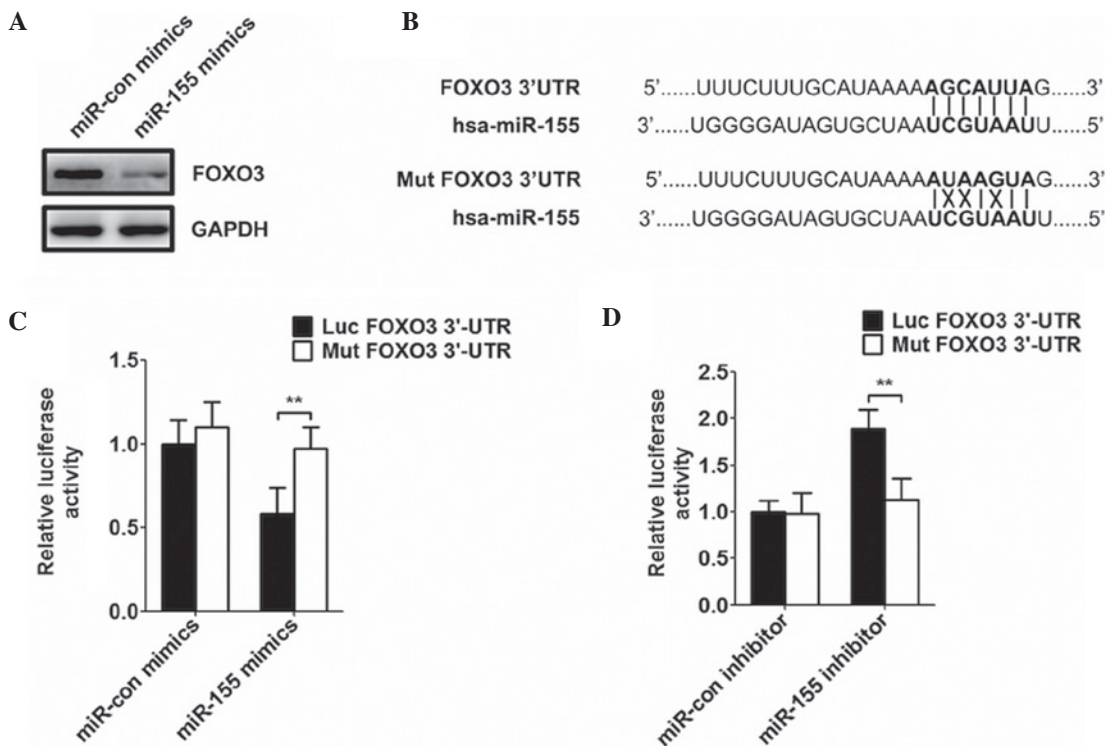 A
miR-con mimics
miR-155 mimics
FOXO3
GAPDH
B
FOXO3 3'UTR 5'......UUUCUUUGCAUAAAAAGCAUUAG......3'
hsa-miR-155 3'......UGGGGAUAGUGCUAAUCGUAAUU......5'
Mut FOXO3 3'UTR 5'......UUUCUUUGCAUAAAAAUAAGUAG......3'
|XX|X||
hsa-miR-155 3'......UGGGGAUAGUGCUAAUCGUAAUU......5'
C
Luc FOXO3 3'-UTR
Mut FOXO3 3'-UTR
Relative luciferase
activity
1.5
1.0
0.5
0.0
**
miR-con mimics
miR-155 mimics
D
Luc FOXO3 3'-UTR
Mut FOXO3 3'-UTR
Relative luciferase
activity
2.5
2.0
1.5
1.0
0.5
0.0
**
miR-con inhibitor
miR-155 inhibitor